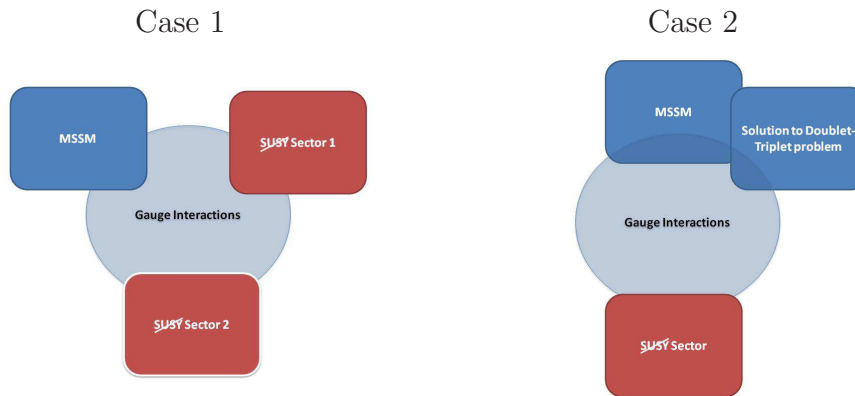 Case 1
Case 2
MSSM
SUSY Sector 1
Gauge Interactions
SUSY Sector 2
MSSM
Solution to Doublet-
Triplet problem
Gauge Interactions
SUSY Sector